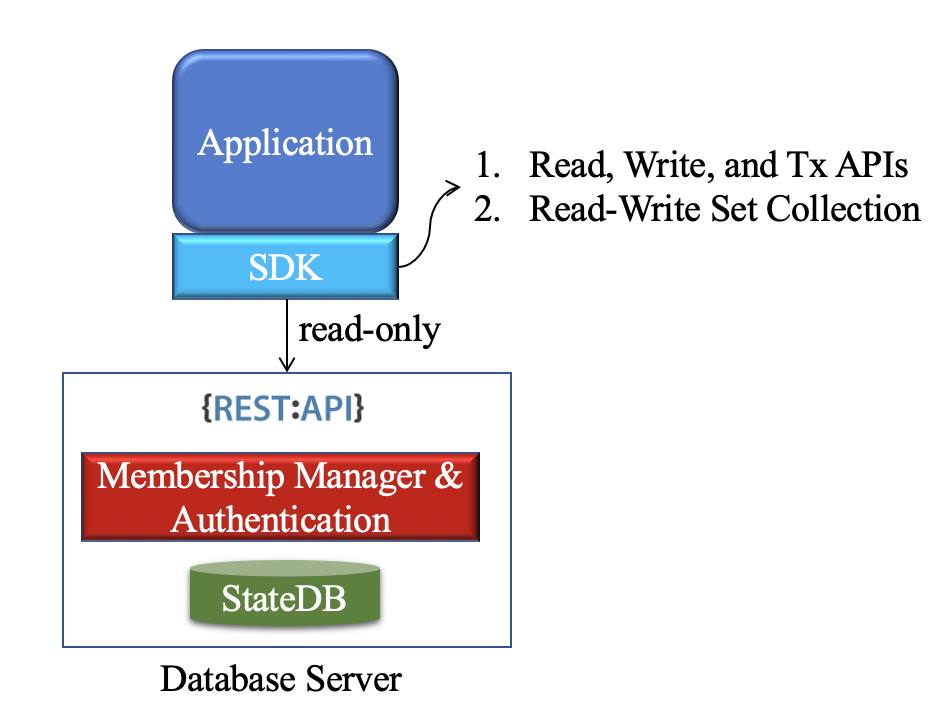 Application
1. Read, Write, and Tx APIs
2. Read-Write Set Collection
SDK
read-only
{REST:API}
Membership Manager &
Authentication
StateDB
Database Server